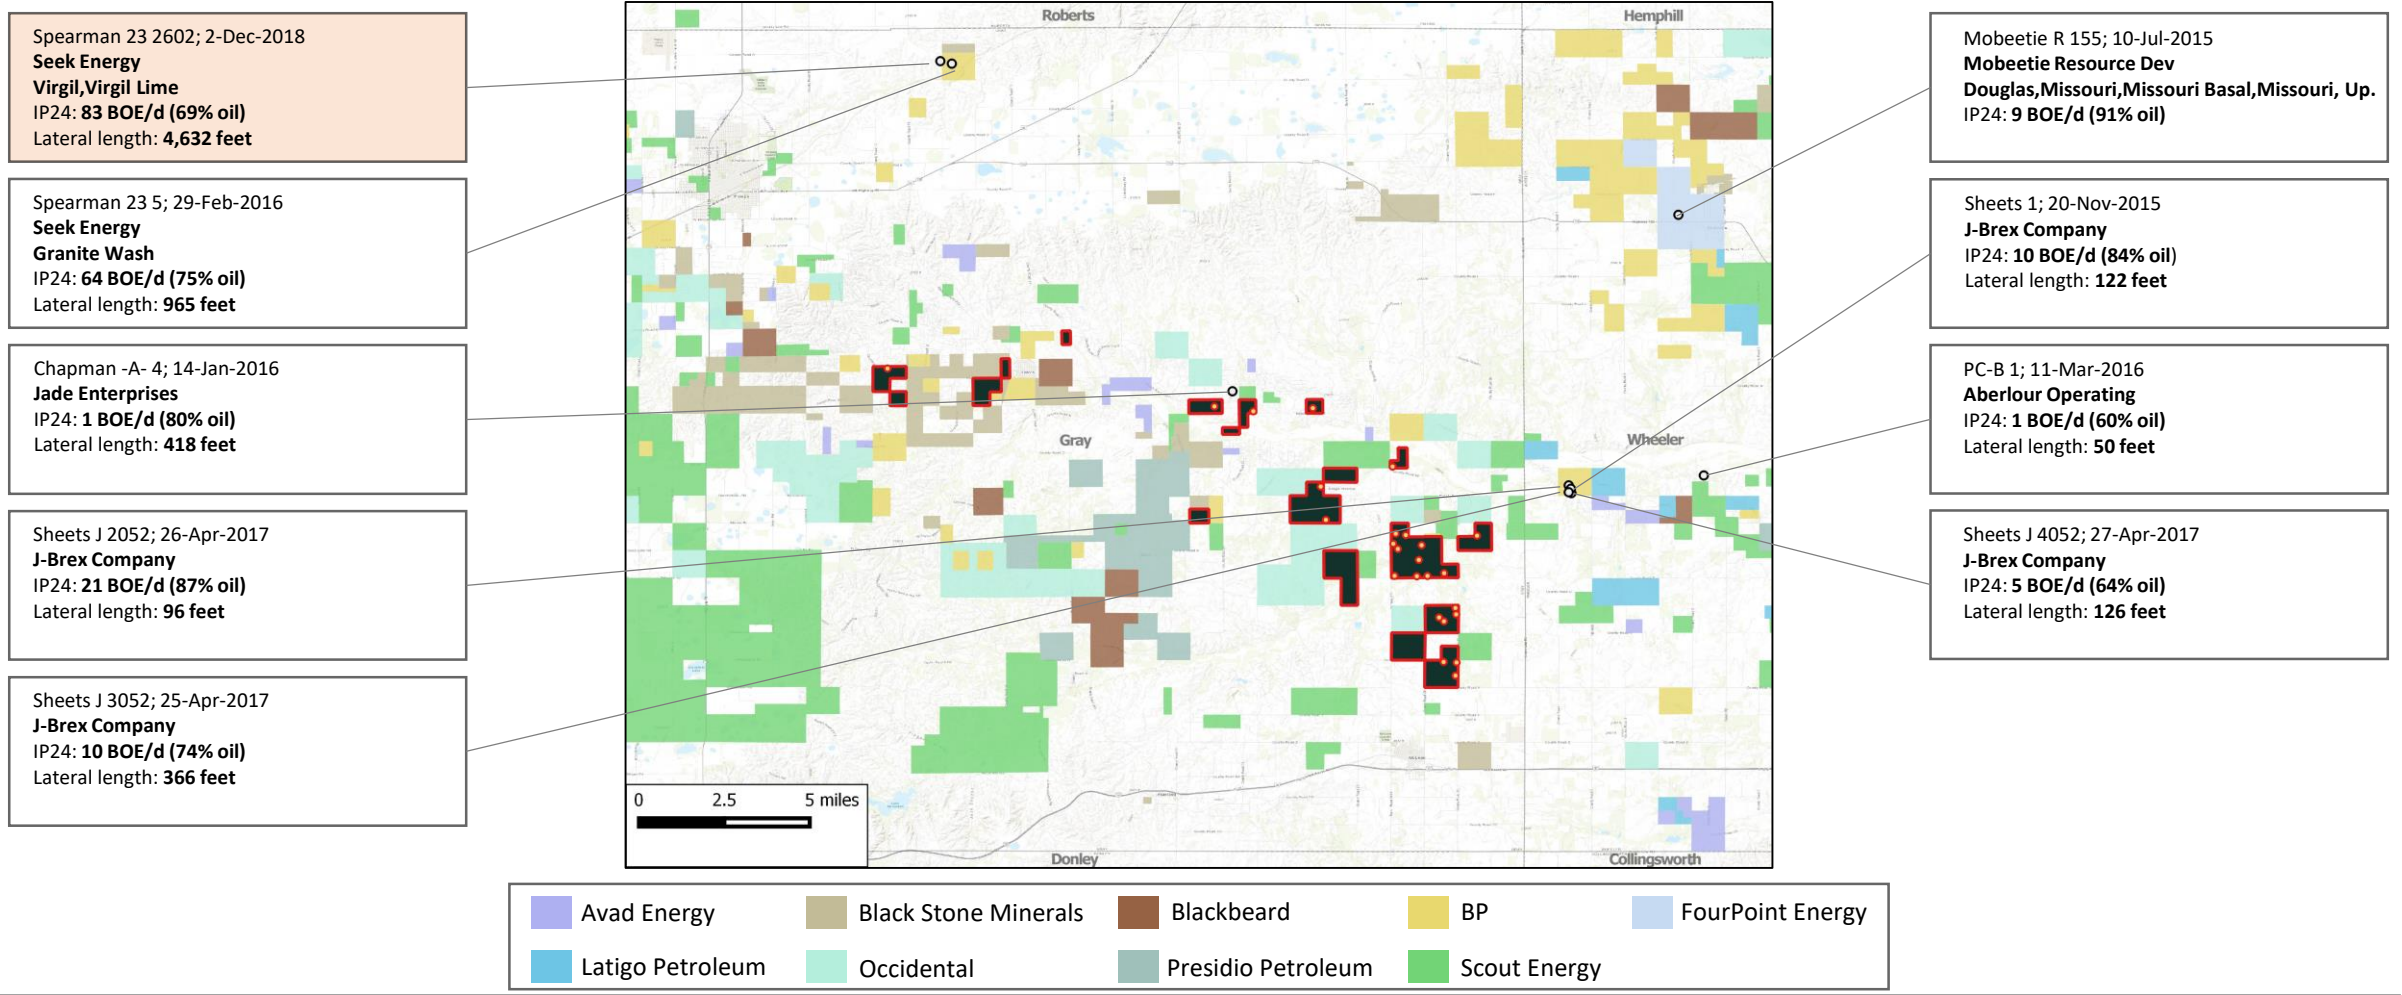 Spearman 23 2602; 2-Dec-2018
Seek Energy
Virgil,Virgil Lime
IP24: 83 BOE/d (69% oil)
Lateral length: 4,632 feet
Spearman 23 5; 29-Feb-2016
Seek Energy
Granite Wash
IP24: 64 BOE/d (75% oil)
Lateral length: 965 feet
Chapman -A- 4; 14-Jan-2016
Jade Enterprises
IP24: 1 BOE/d (80% oil)
Lateral length: 418 feet
Sheets J 2052; 26-Apr-2017
J-Brex Company
IP24: 21 BOE/d (87% oil)
Lateral length: 96 feet
Sheets J 3052; 25-Apr-2017
J-Brex Company
IP24: 10 BOE/d (74% oil)
Lateral length: 366 feet
Roberts
Hemphill
Gray
Wheeler
Donley
Collingsworth
0 2.5 5 miles
Mobeetie R 155; 10-Jul-2015
Mobeetie Resource Dev
Douglas,Missouri,Missouri Basal,Missouri, Up.
IP24: 9 BOE/d (91% oil)
Sheets 1; 20-Nov-2015
J-Brex Company
IP24: 10 BOE/d (84% oil)
Lateral length: 122 feet
PC-B 1; 11-Mar-2016
Aberlour Operating
IP24: 1 BOE/d (60% oil)
Lateral length: 50 feet
Sheets J 4052; 27-Apr-2017
J-Brex Company
IP24: 5 BOE/d (64% oil)
Lateral length: 126 feet
Avad Energy
Black Stone Minerals
Blackbeard
BP
FourPoint Energy
Latigo Petroleum
Occidental
Presidio Petroleum
Scout Energy